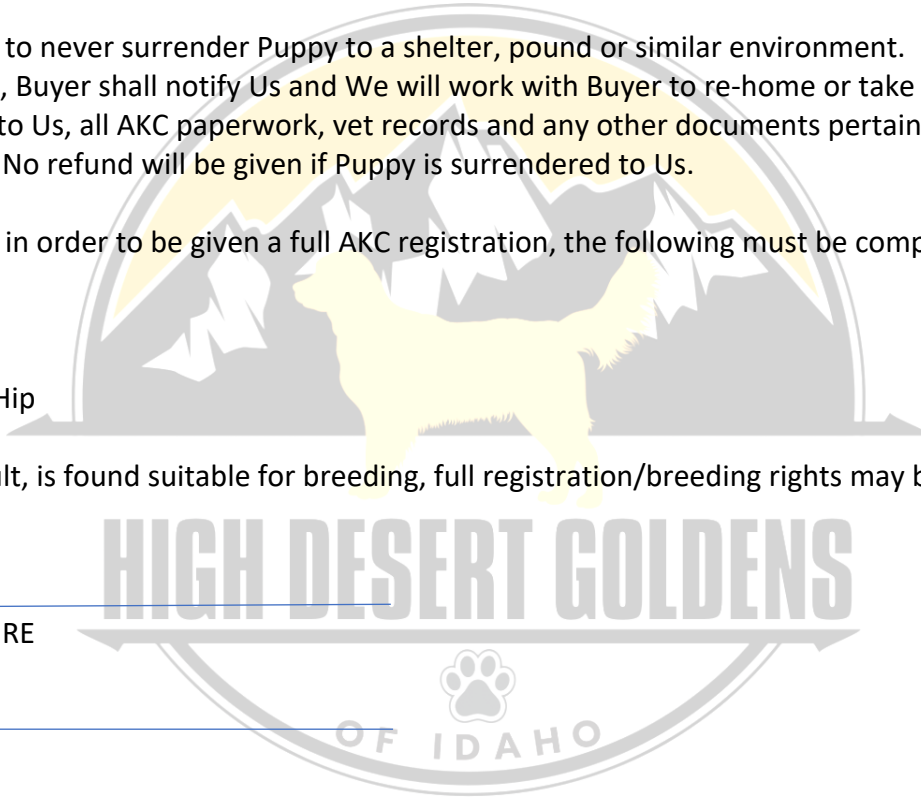 to never surrender Puppy to a shelter, pound or similar environment.
, Buyer shall notify Us and We will work with Buyer to re-home or take
to Us, all AKC paperwork, vet records and any other documents pertain
No refund will be given if Puppy is surrendered to Us.
in order to be given a full AKC registration, the following must be comp
Hip
lt, is found suitable for breeding, full registration/breeding rights may b
HIGH DESERT GOLDENS
RE
OF IDAHO